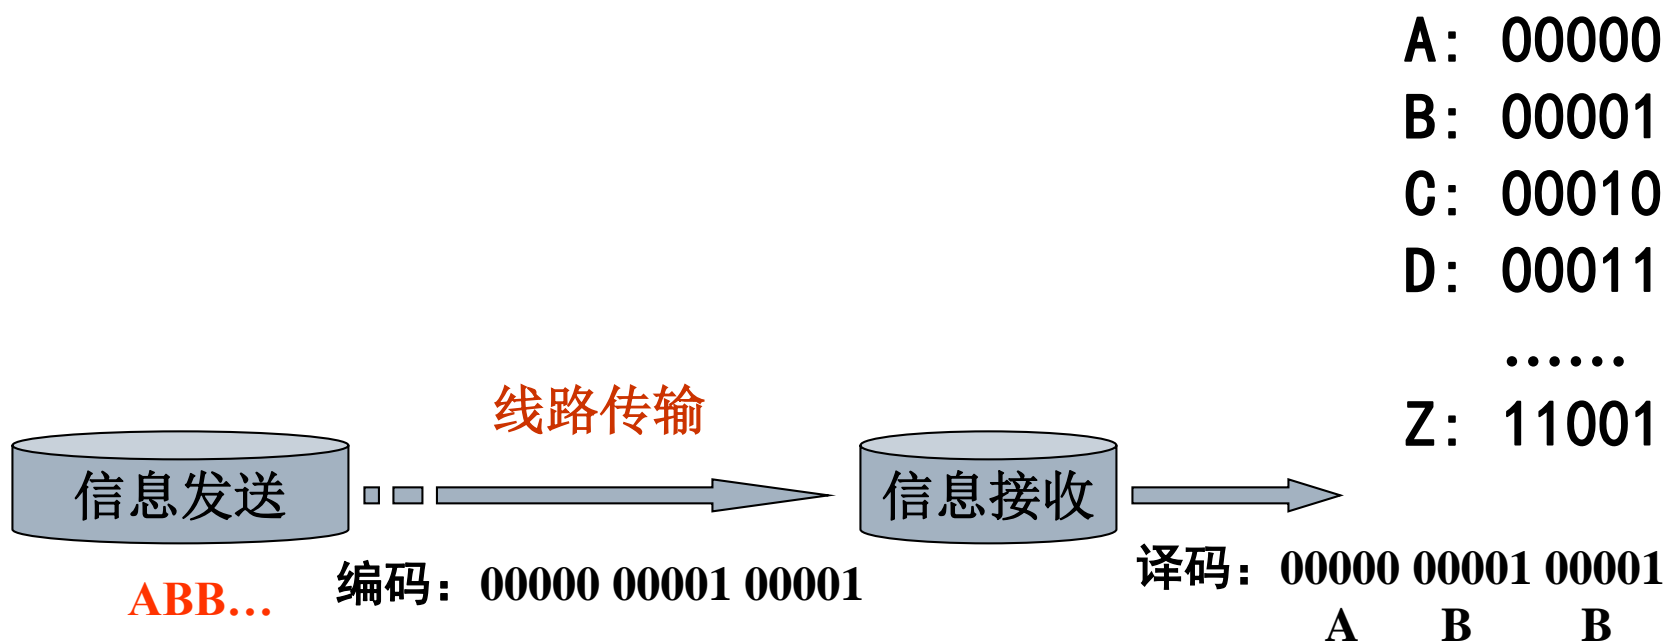 A: 00000
B: 00001
C: 00010
D: 00011
……
Z: 11001
线路传输
信息发送
信息接收
编码：00000 00001 00001
译码：00000 00001 00001
ABB…
A B B